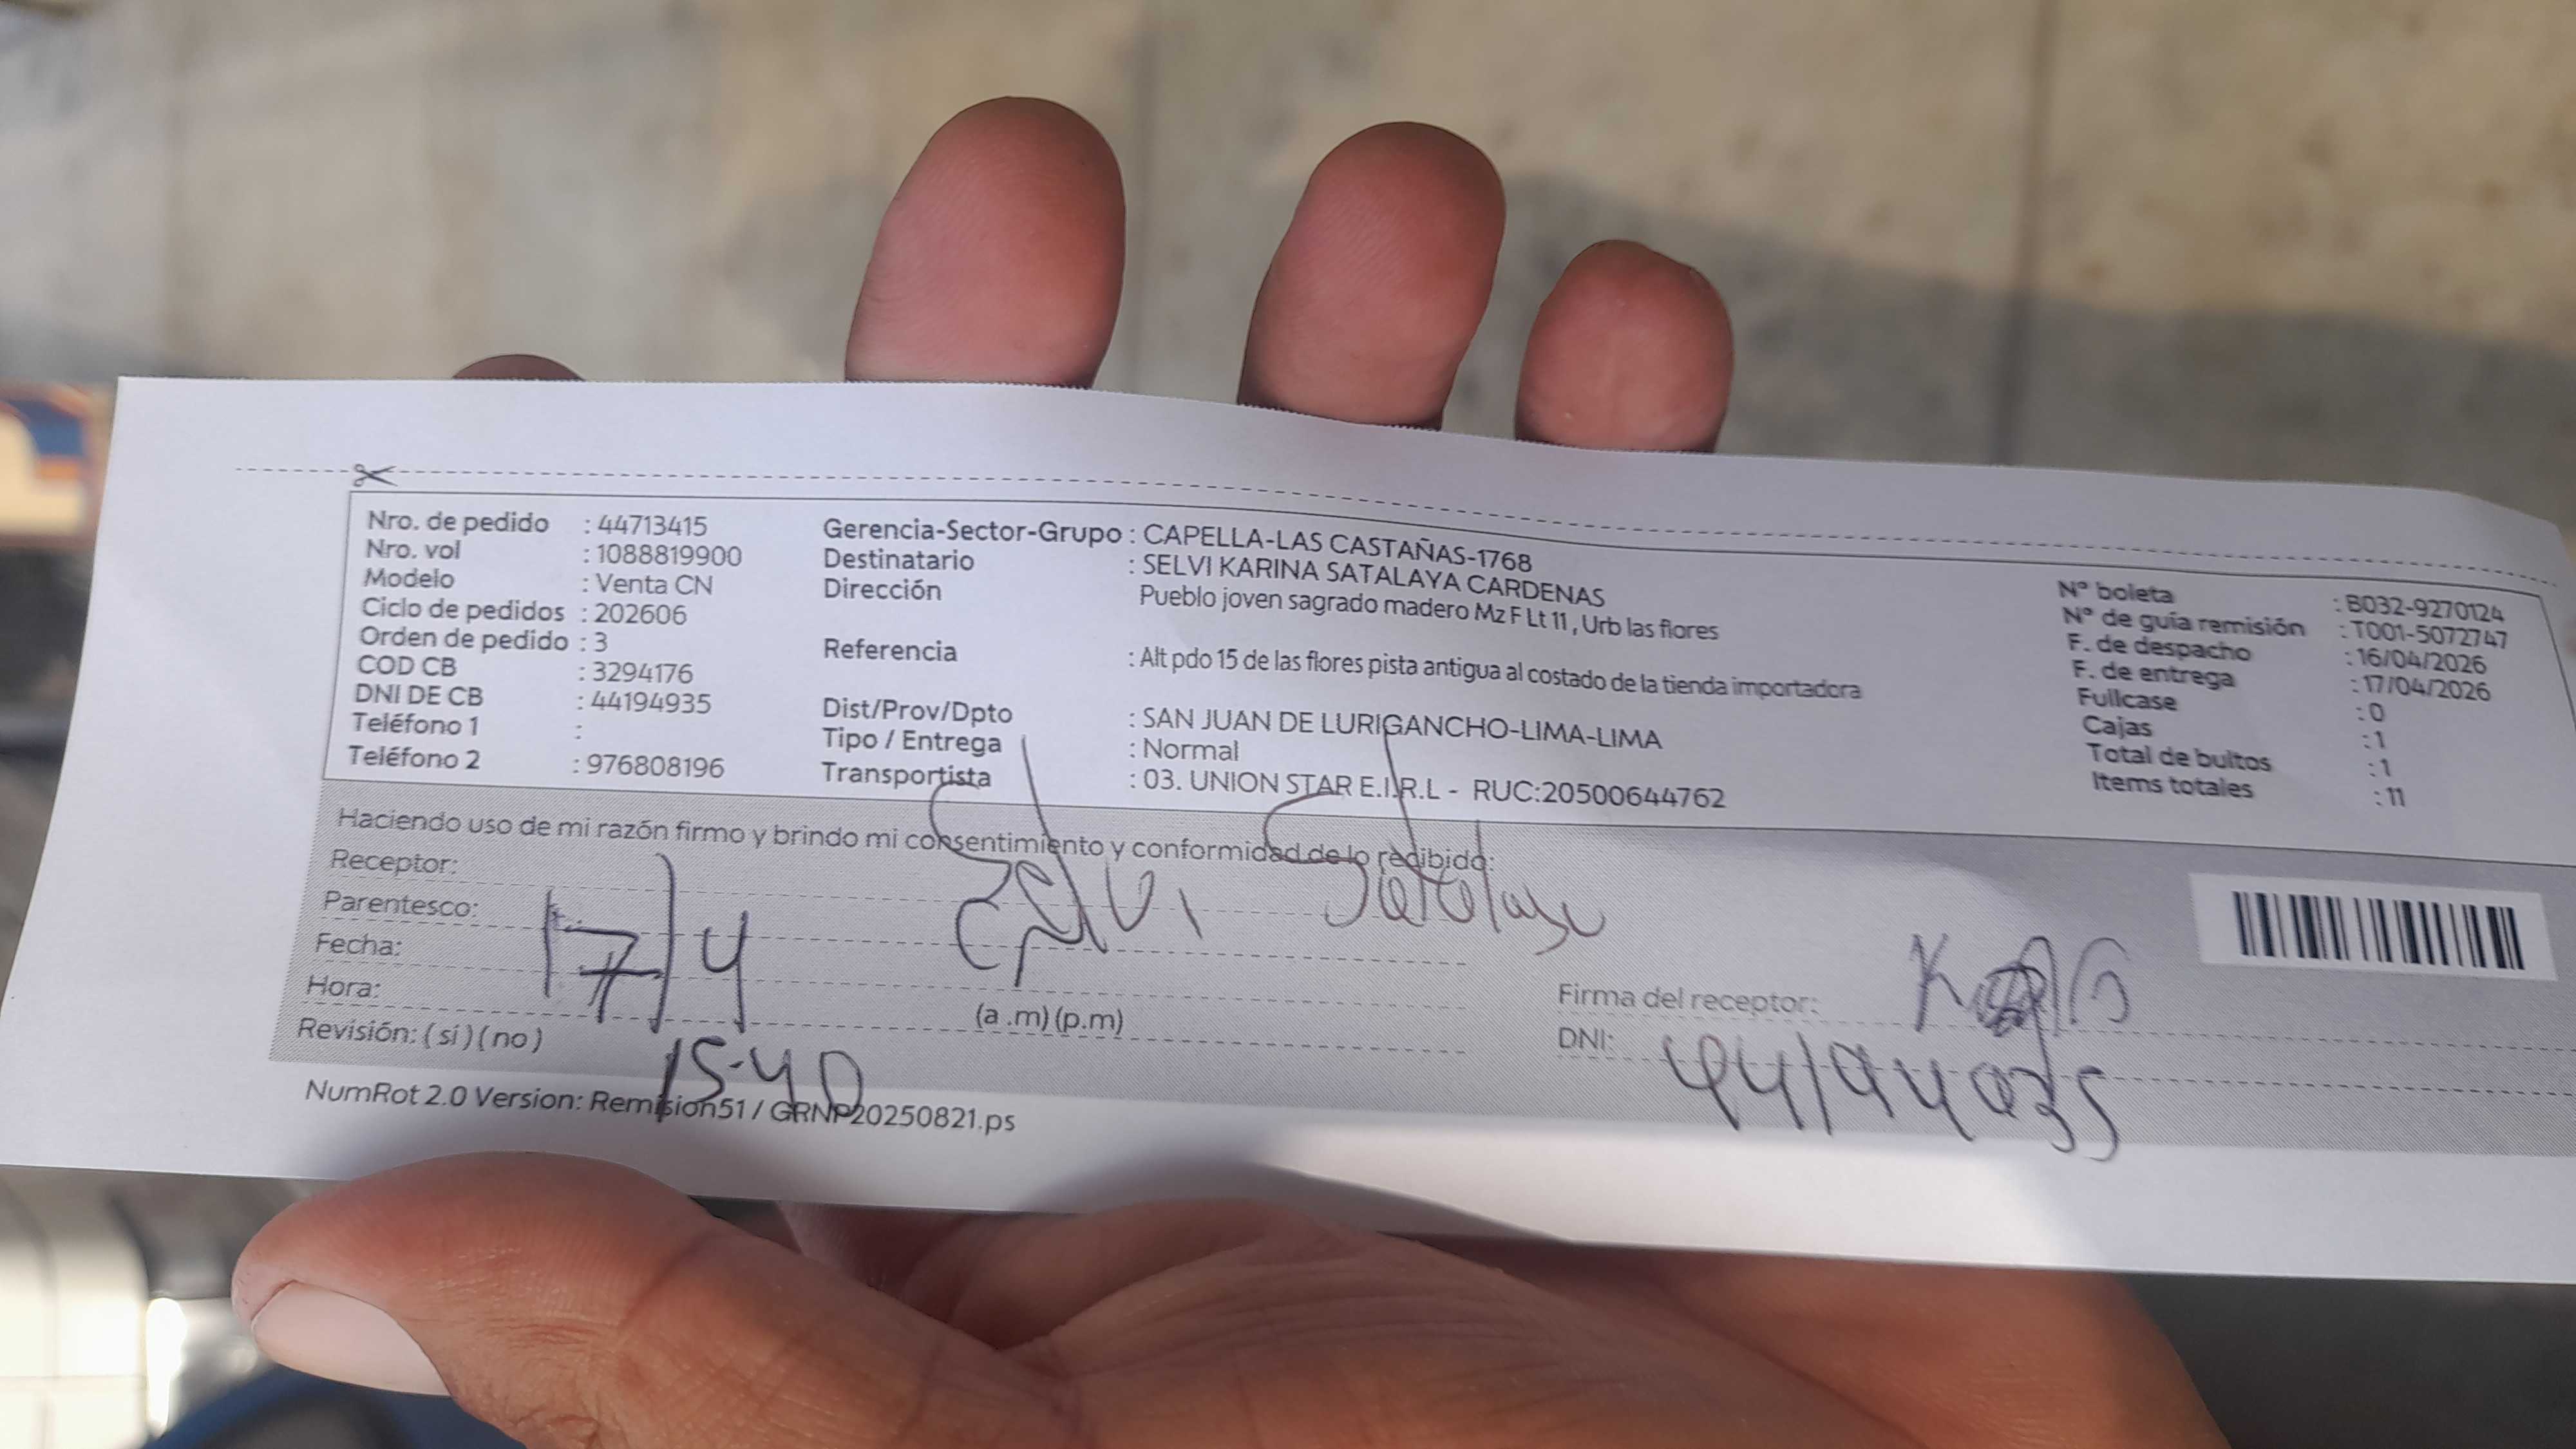 Nro. de pedido : 44713415
Nro. vol : 1088819900
Modelo : Venta CN
Ciclo de pedidos : 202606
Orden de pedido : 3
COD CB : 3294176
DNI DE CB : 44194935
Teléfono 1 :
Teléfono 2 : 976808196
Gerencia-Sector-Grupo : CAPELLA-LAS CASTAÑAS-1768
Destinatario : SELVI KARINA SATALAYA CARDENAS
Dirección Pueblo joven sagrado madero Mz F Lt 11 , Urb las flores
Referencia : Alt pdo 15 de las flores pista antigua al costado de la tienda importadora
Dist/Prov/Dpto : SAN JUAN DE LURIGANCHO-LIMA-LIMA
Tipo / Entrega : Normal
Transportista : 03. UNION STAR E.I.R.L - RUC:20500644762
N° boleta : B032-9270124
N° de guía remisión : T001-5072747
F. de despacho : 16/04/2026
F. de entrega : 17/04/2026
Fullcase : 0
Cajas : 1
Total de bultos : 1
Items totales : 11
Haciendo uso de mi razón firmo y brindo mi consentimiento y conformidad de lo recibido:
Receptor: Selvi
Parentesco:
Fecha: 17/4
Hora: (a .m) (p.m)
15:40
Revisión: ( si ) ( no )
Firma del receptor:
DNI:
NumRot 2.0 Version: Remision51 / GRNP20250821.ps